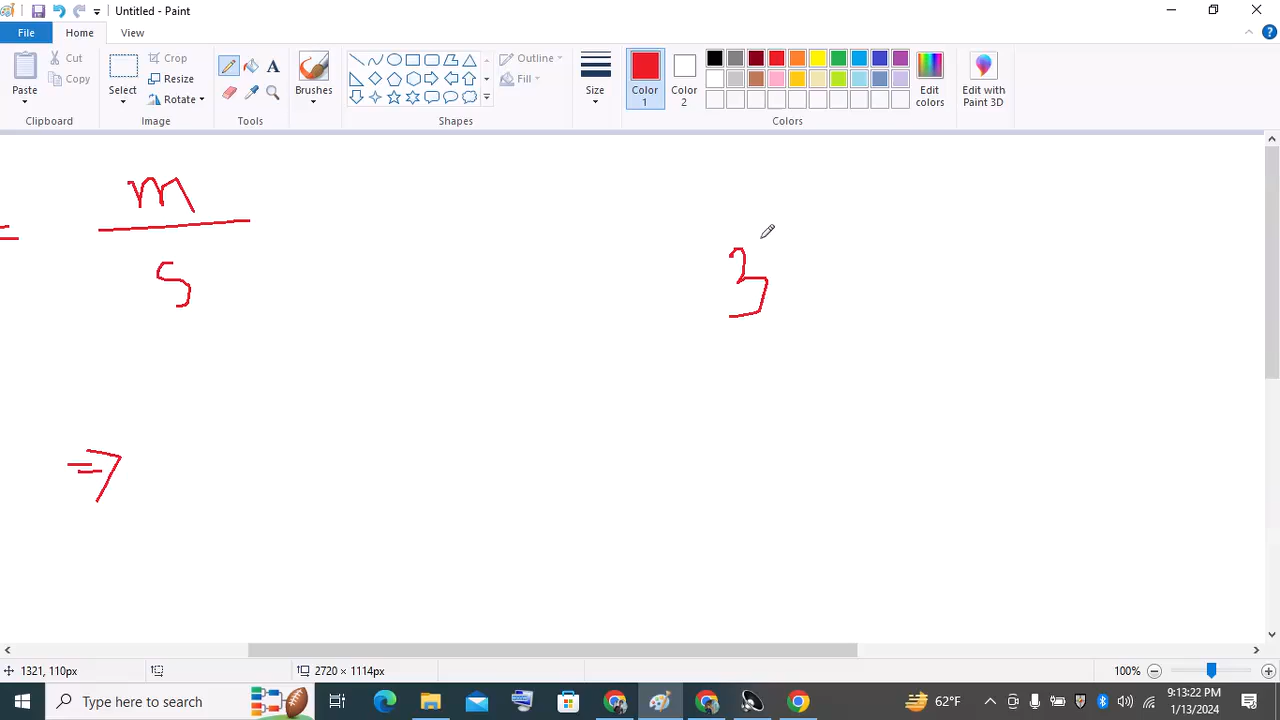 Untitled - Paint
File Home View
Paste Cut Copy Clipboard
Select Crop Resize Rotate Image
A Tools
Brushes
Outline Fill Shapes
Size
Color 1 Color 2 Edit colors Colors
Edit with Paint 3D
= m
s
3
=>
1321, 110px 2720 × 1114px 100%
Type here to search 62°F 9:13:22 PM
1/13/2024